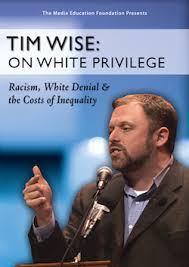 The Media Education Foundation Presents
TIM WISE:
ON WHITE PRIVILEGE
Racism, White Denial &
the Costs of Inequality